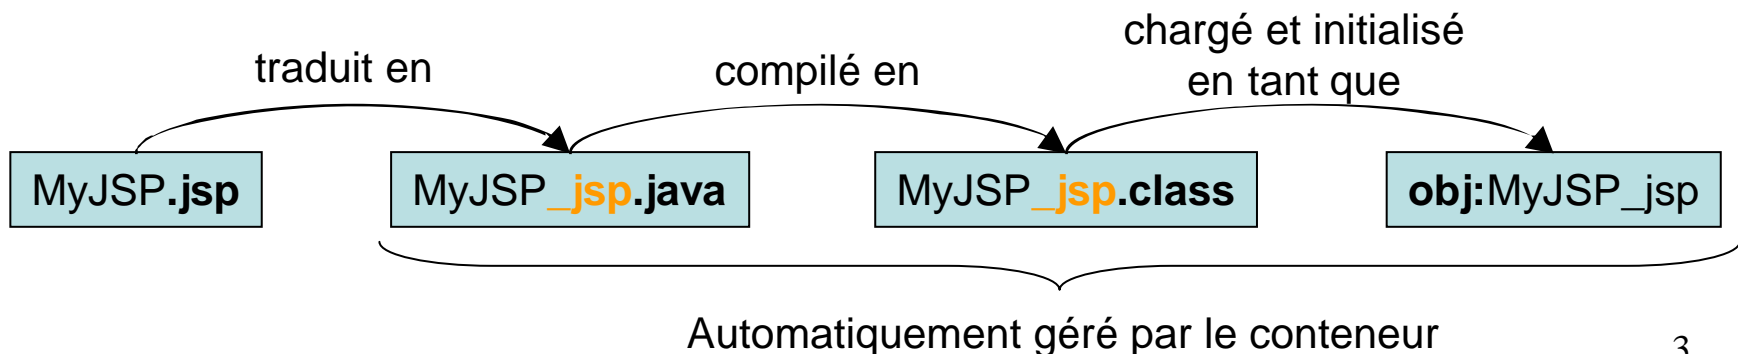 chargé et initialisé
en tant que
traduit en
compilé en
MyJSP.jsp
MyJSP_jsp.java
MyJSP_jsp.class
obj:MyJSP_jsp
Automatiquement géré par le conteneur
3